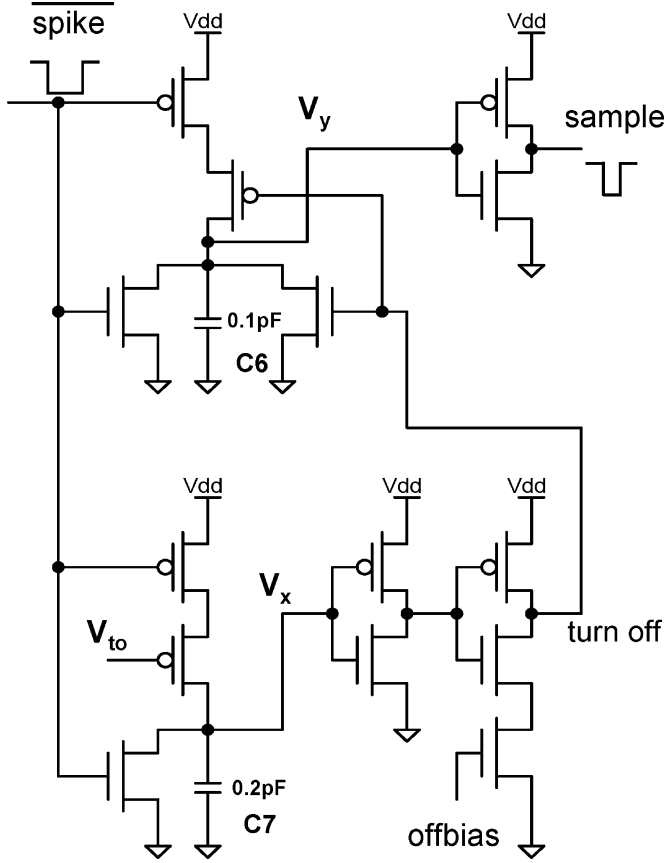 spike
Vdd
Vdd
Vy
sample
0.1pF
C6
Vdd
Vdd
Vdd
Vx
Vto
turn off
0.2pF
C7
offbias